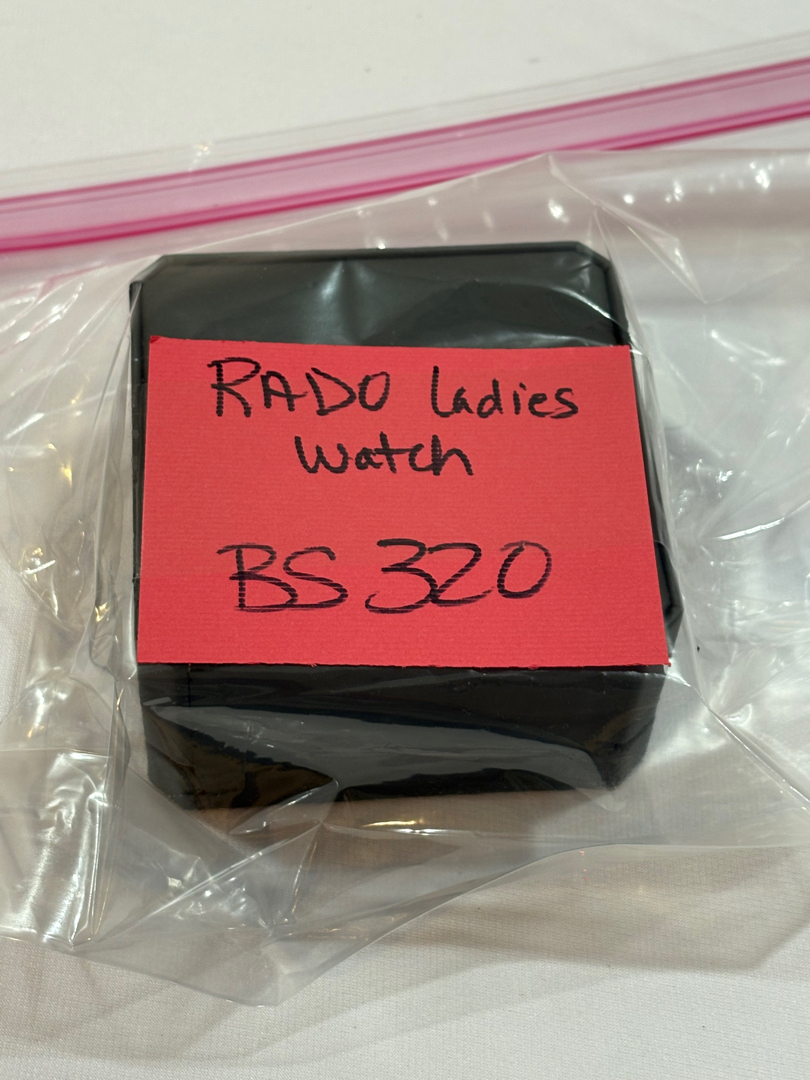 RADO ladies
watch
BS 320